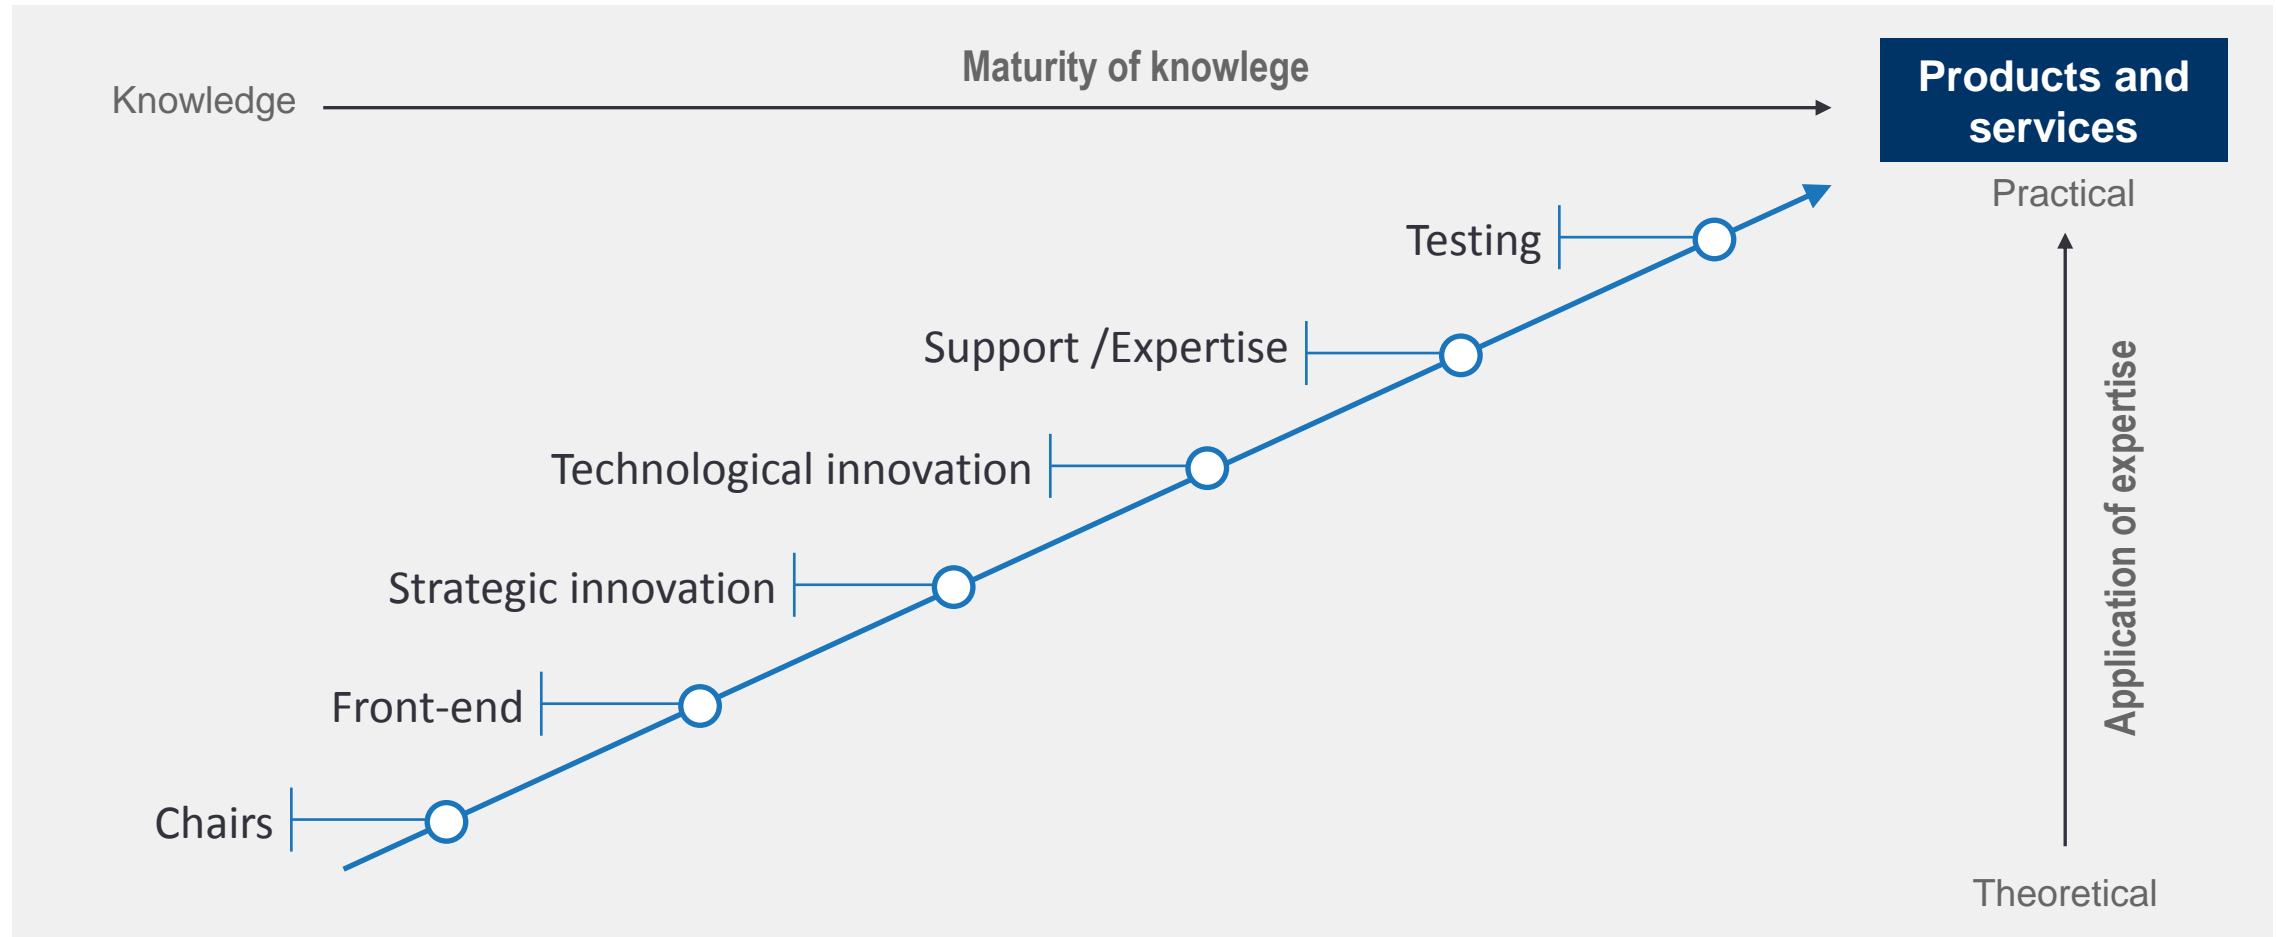 Maturity of knowlege
Knowledge
Products and
services
Practical
Testing
Support /Expertise
Technological innovation
Strategic innovation
Front-end
Chairs
Application of expertise
Theoretical